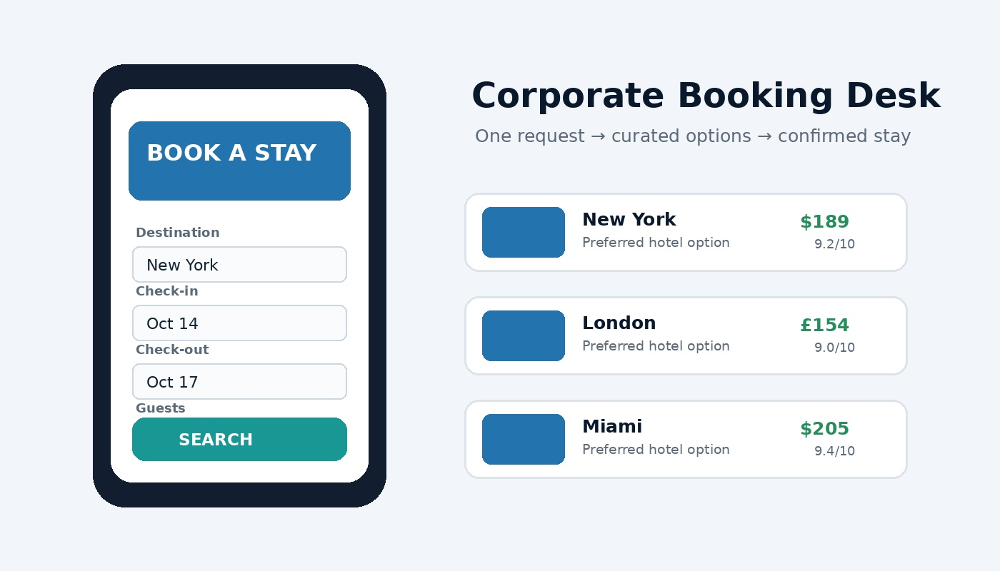 BOOK A STAY
Destination
New York
Check-in
Oct 14
Check-out
Oct 17
Guests
SEARCH
Corporate Booking Desk
One request → curated options → confirmed stay
New York
Preferred hotel option
$189
9.2/10
London
Preferred hotel option
£154
9.0/10
Miami
Preferred hotel option
$205
9.4/10